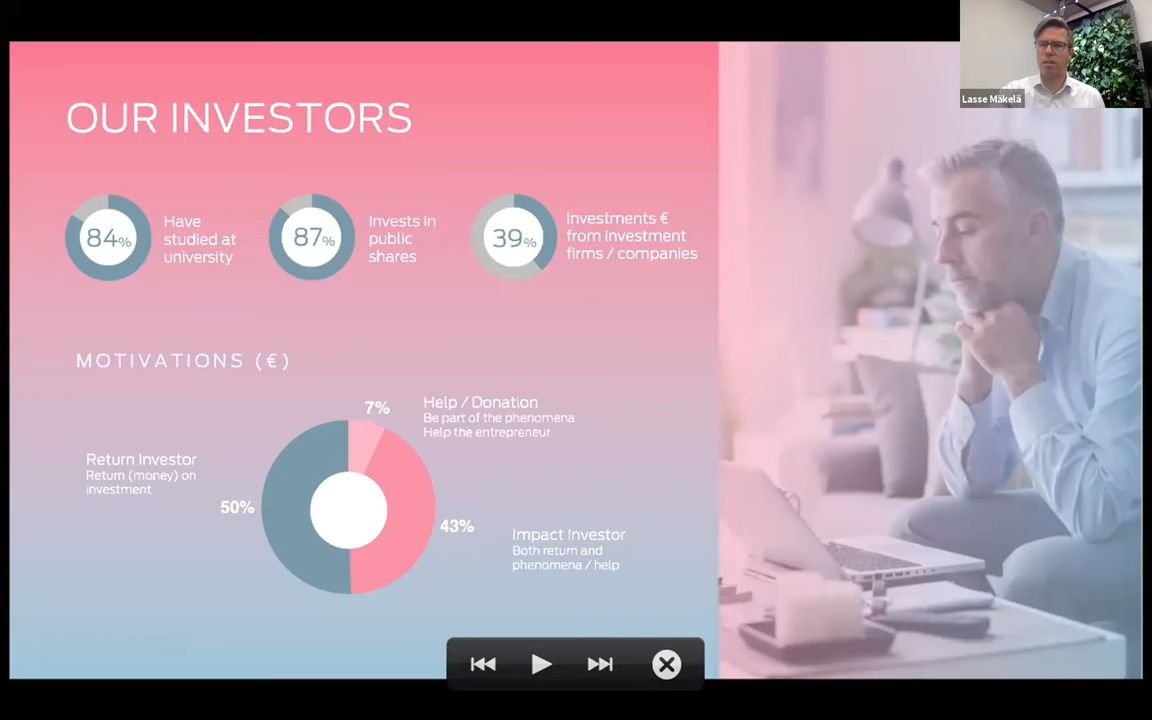 Lasse Mäkelä
OUR INVESTORS
84%
Have
studied at
university
87%
Invests in
public
shares
39%
Investments €
from investment
firms / companies
MOTIVATIONS (€)
7%
Help / Donation
Be part of the phenomena
Help the entrepreneur
Return Investor
Return (money) on
investment
50%
43%
Impact Investor
Both return and
phenomena / help